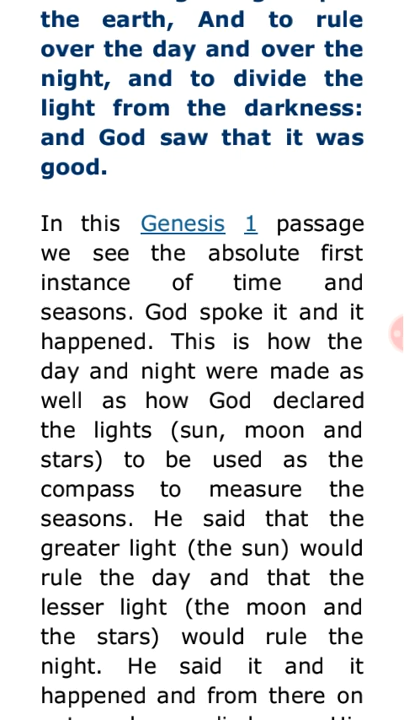 the earth, And to rule
over the day and over the
night, and to divide the
light from the darkness:
and God saw that it was
good.
In this Genesis 1 passage
we see the absolute first
instance of time and
seasons. God spoke it and it
happened. This is how the
day and night were made as
well as how God declared
the lights (sun, moon and
stars) to be used as the
compass to measure the
seasons. He said that the
greater light (the sun) would
rule the day and that the
lesser light (the moon and
the stars) would rule the
night. He said it and it
happened and from there on